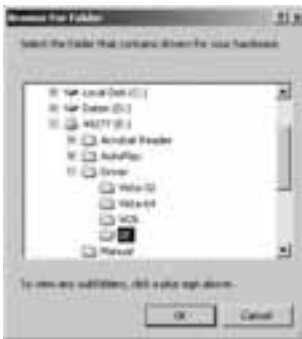 Browse For Folder
Select the folder that contains drivers for your hardware.
Local Disk (C:)
Daten (D:)
Acrobat Reader
AutoPlay
Driver
Vista-32
Vista-64
XP
Manual
To view any subfolders, click a plus sign above.
OK
Cancel